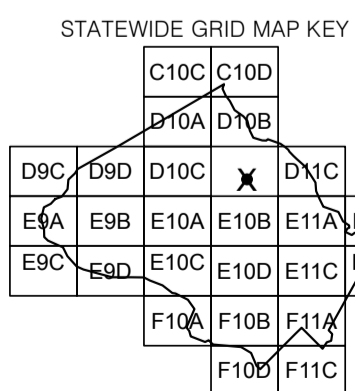 STATEWIDE GRID MAP KEY
C10C C10D
D10A D10B
D9C D9D D10C X D11C
E9A E9B E10A E10B E11A
E9C E9D E10C E10D E11C
F10A F10B F11A
F10D F11C